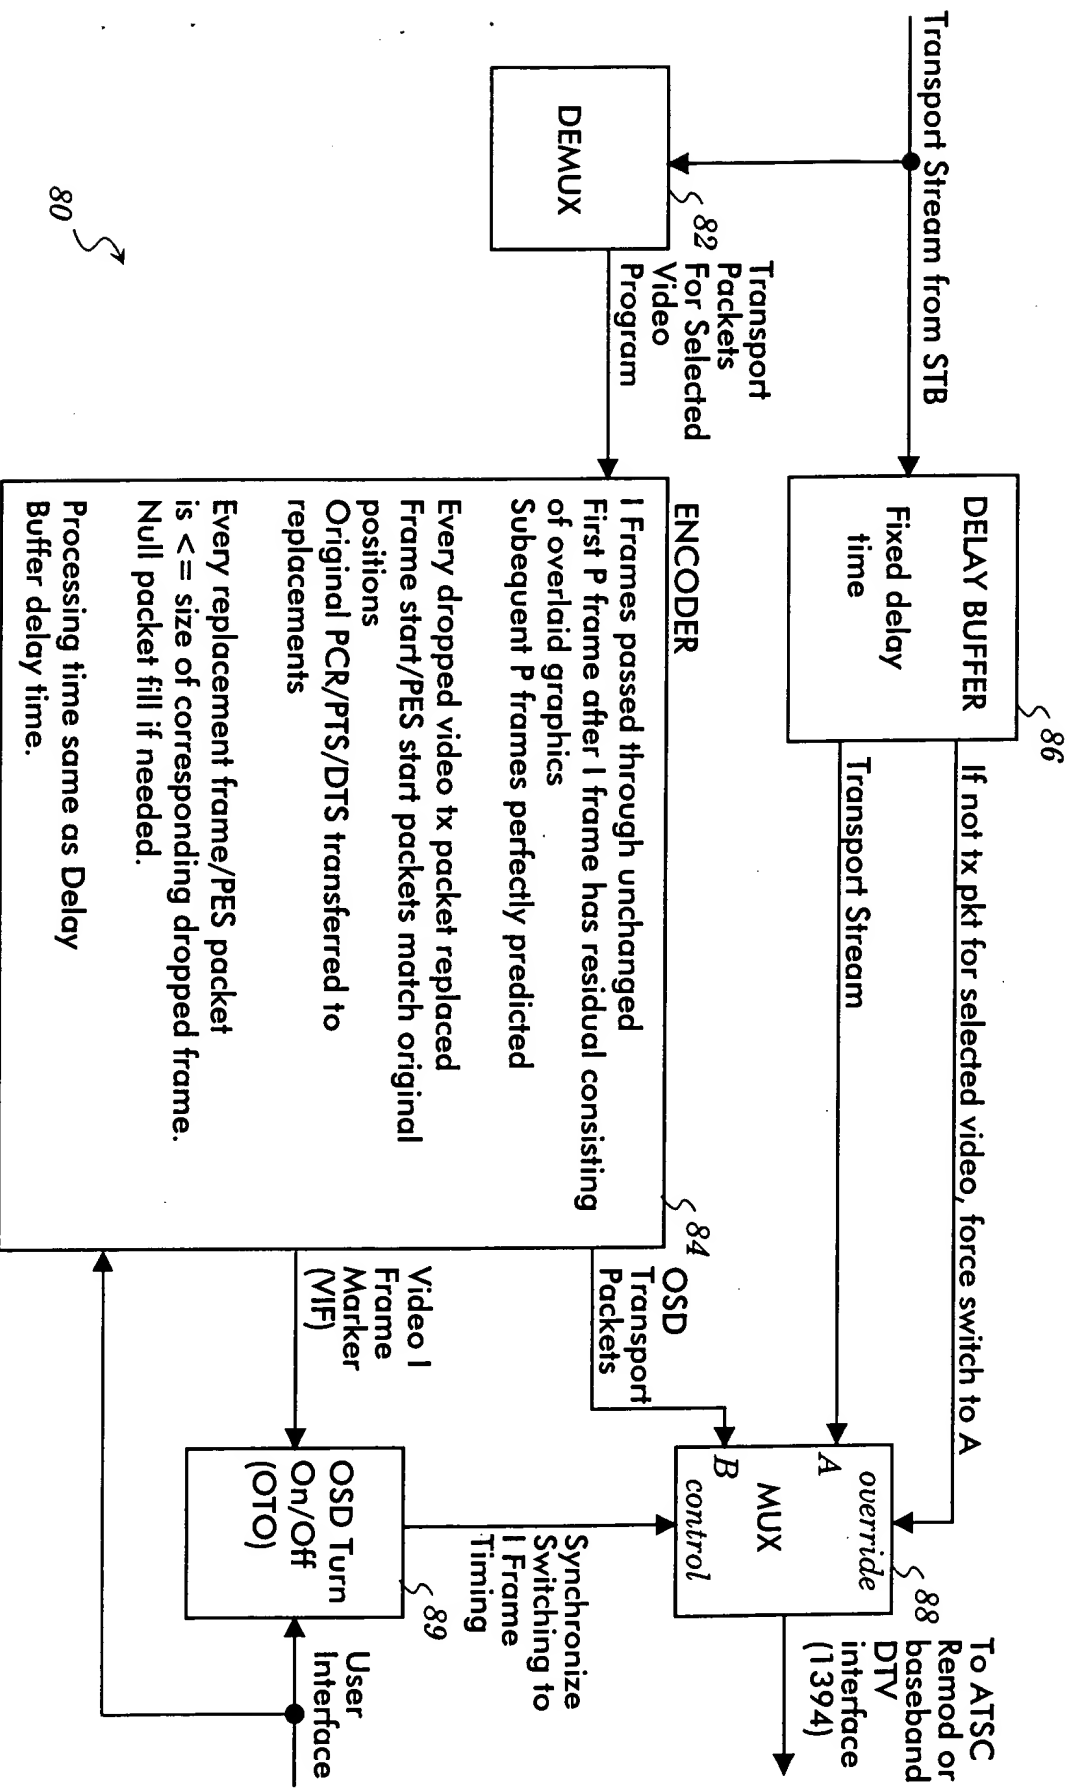 Transport Stream from STB
DEMUX
82
Transport
Packets
For Selected
Video
Program
80
DELAY BUFFER
Fixed delay
time
86
If not tx pkt for selected video, force switch to A
Transport Stream
ENCODER
I Frames passed through unchanged
First P frame after I frame has residual consisting
of overlaid graphics
Subequent P frames perfectly predicted
Every dropped video tx packet replaced
Frame start/PES start packets match original
positions
Original PCR/PTS/DTS transferred to
replacements
Every replacement frame/PES packet
is <= size of corresponding dropped frame.
Null packet fill if needed.
Processing time same as Delay
Buffer delay time.
84
OSD
Transport
Packets
Video I
Frame
Marker
(VIF)
override
A
MUX
B
control
88
To ATSC
Remod or
baseband
DTV
interface
(1394)
Synchronize
Switching to
I Frame
Timing
OSD Turn
On/Off
(OTO)
89
User
Interface